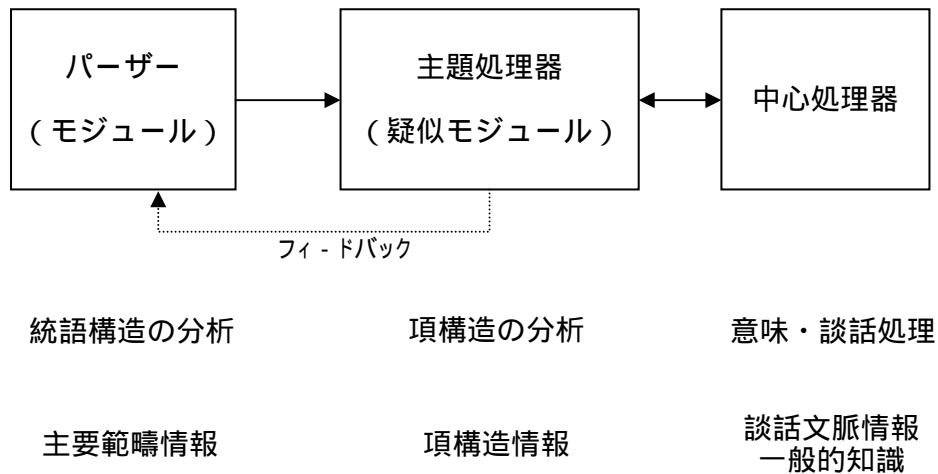 パーザー
（モジュール）
主題処理器
（疑似モジュール）
中心処理器
フィ - ドバック
統語構造の分析
項構造の分析
意味・談話処理
主要範疇情報
項構造情報
談話文脈情報
一般的知識